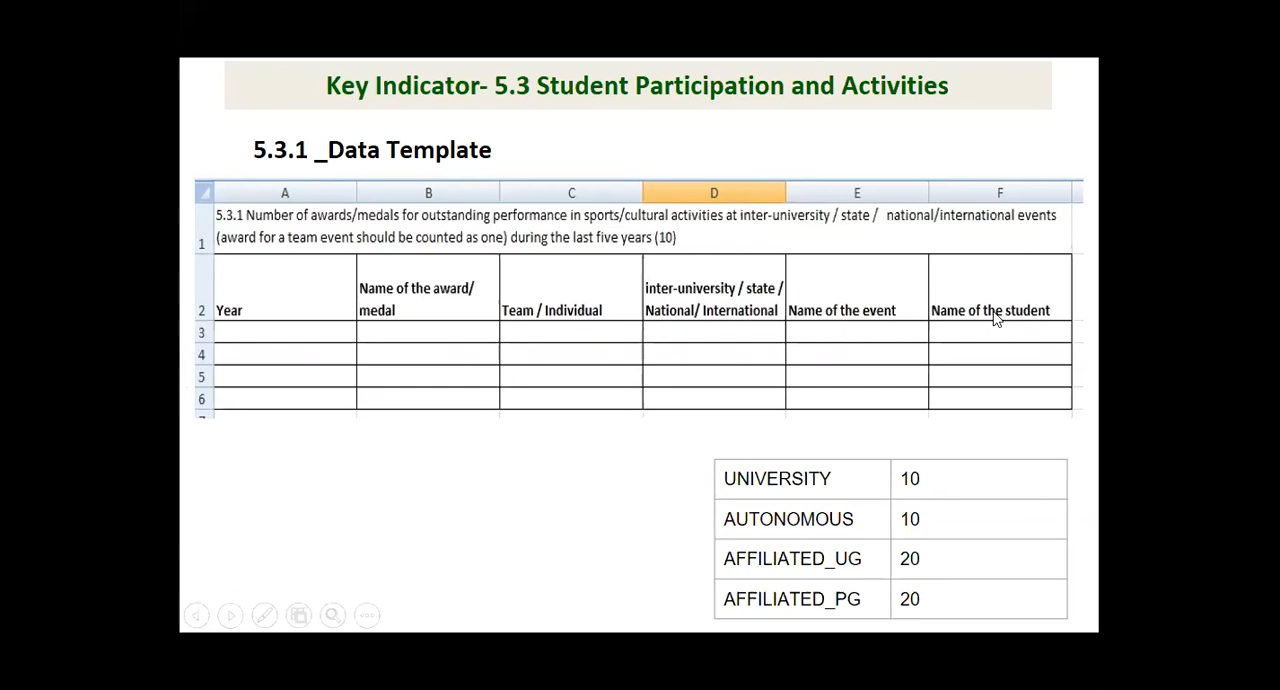 Key Indicator- 5.3 Student Participation and Activities
5.3.1 _Data Template
A B C D E F
1 5.3.1 Number of awards/medals for outstanding performance in sports/cultural activities at inter-university / state / national/international events
(award for a team event should be counted as one) during the last five years (10)
2 Year Name of the award/ medal Team / Individual inter-university / state / National/ International Name of the event Name of the student
3
4
5
6
UNIVERSITY 10
AUTONOMOUS 10
AFFILIATED_UG 20
AFFILIATED_PG 20